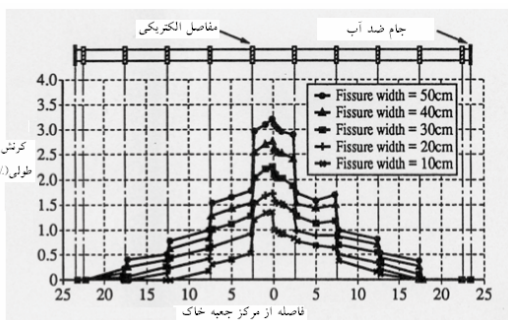 جام ضد آب
مفاصل الکتریکی
4.0
3.5
3.0
2.5
2.0
1.5
1.0
0.5
0
کرنش
طولی(٪
Fissure width = 50cm
Fissure width = 40cm
Fissure width = 30cm
Fissure width = 20cm
Fissure width = 10cm
25 20 15 10 5 0 5 10 15 20 25
فاصله از مرکز جعبه خاک